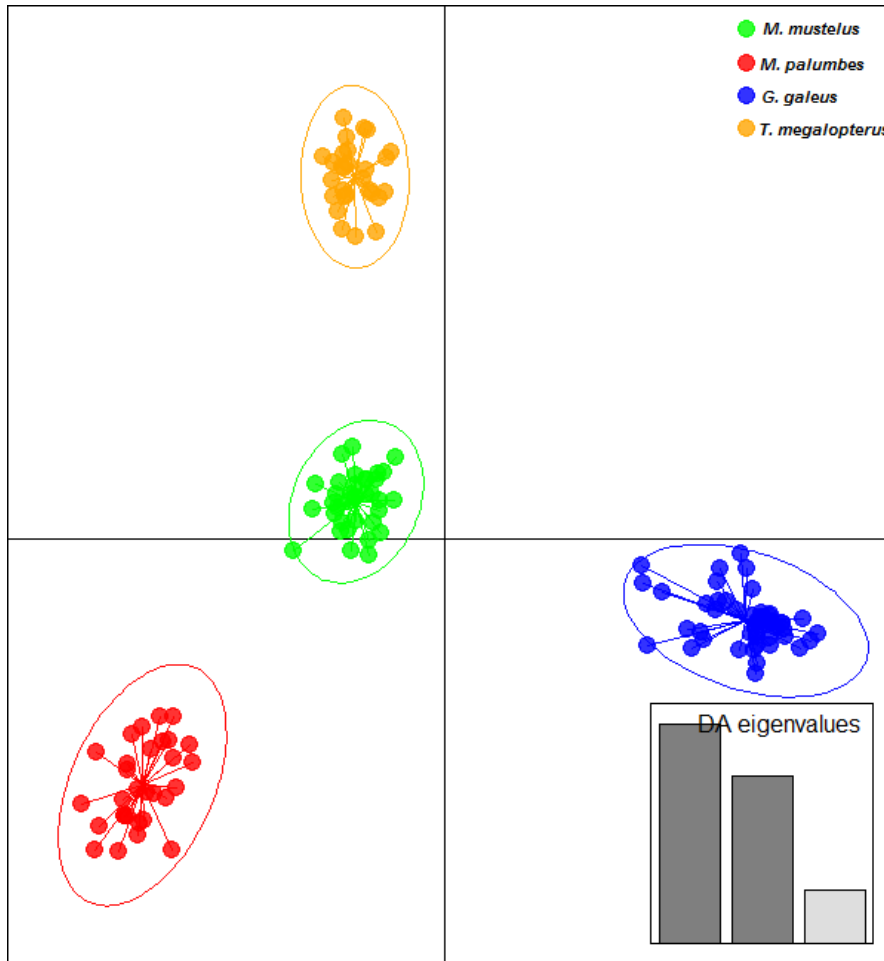 M. mustelus
M. palumbes
G. galeus
T. megalopterus
DA eigenvalues